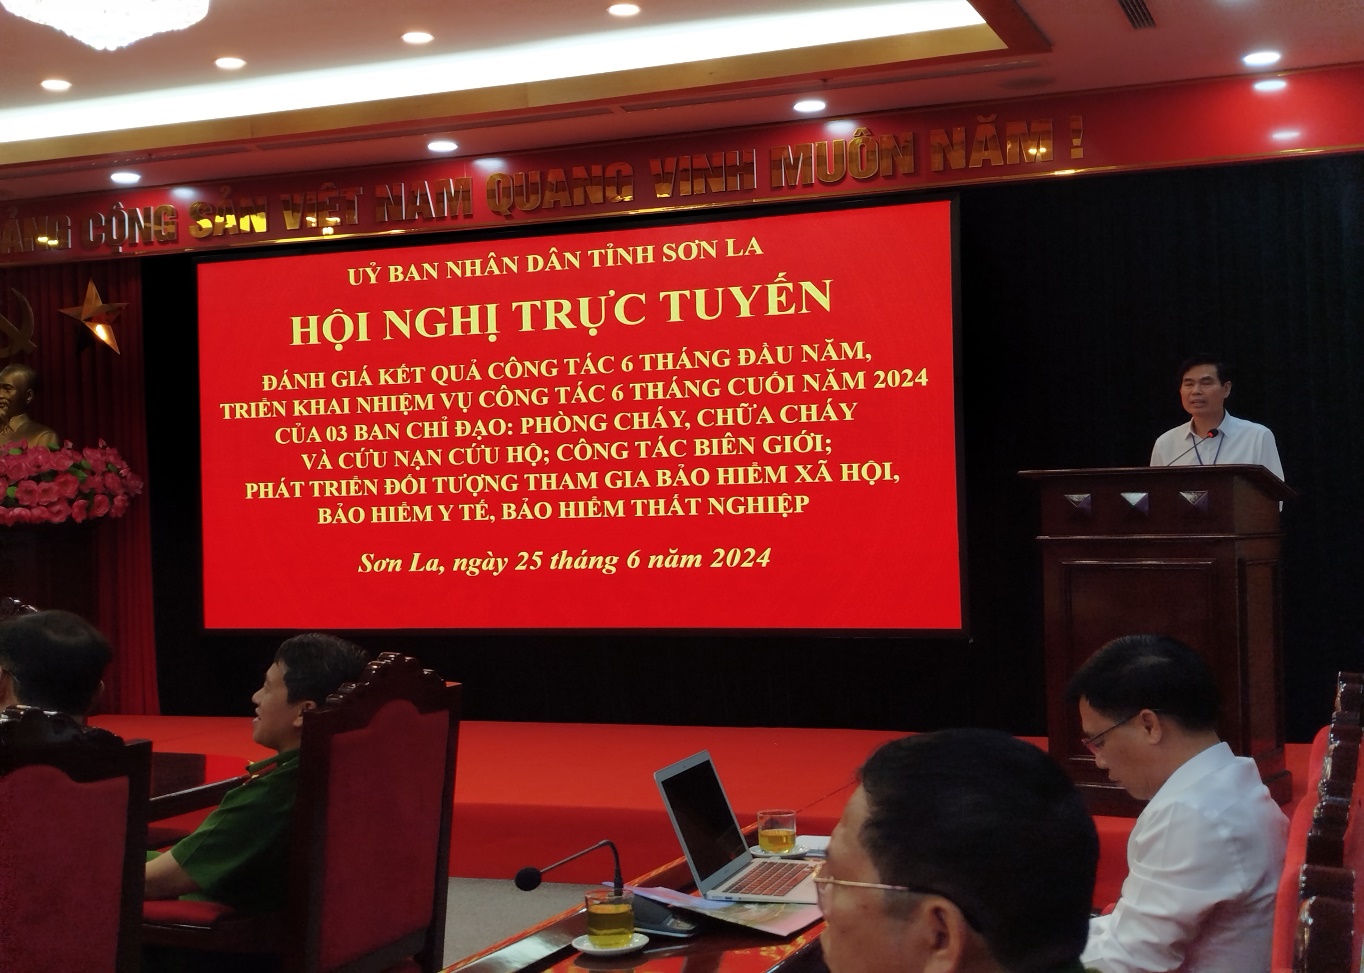 ĐẢNG CỘNG SẢN VIỆT NAM QUANG VINH MUÔN NĂM !
UỶ BAN NHÂN DÂN TỈNH SƠN LA
HỘI NGHỊ TRỰC TUYẾN
ĐÁNH GIÁ KẾT QUẢ CÔNG TÁC 6 THÁNG ĐẦU NĂM,
TRIỂN KHAI NHIỆM VỤ CÔNG TÁC 6 THÁNG CUỐI NĂM 2024
CỦA 03 BAN CHỈ ĐẠO: PHÒNG CHÁY, CHỮA CHÁY
VÀ CỨU NẠN CỨU HỘ; CÔNG TÁC BIÊN GIỚI;
PHÁT TRIỂN ĐỐI TƯỢNG THAM GIA BẢO HIỂM XÃ HỘI,
BẢO HIỂM Y TẾ, BẢO HIỂM THẤT NGHIỆP
Sơn La, ngày 25 tháng 6 năm 2024